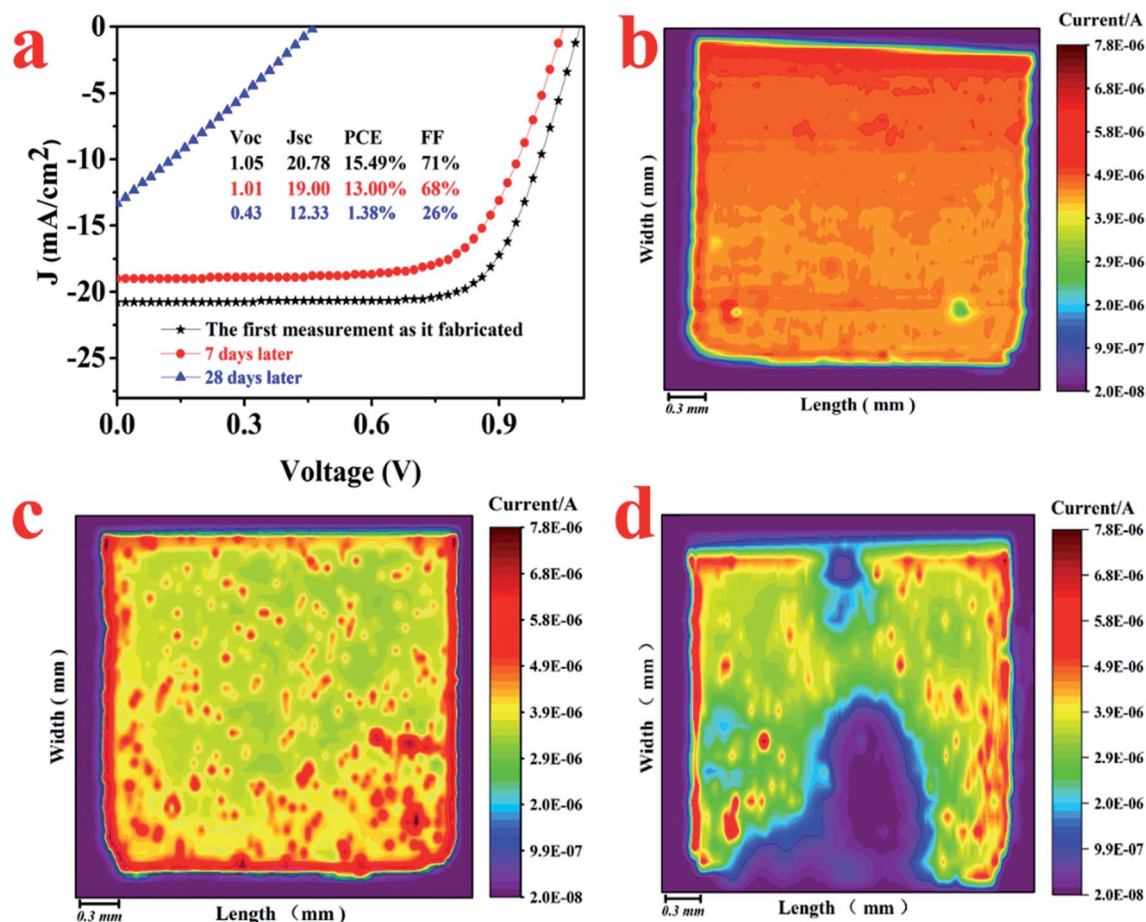 a
0
-5
-10
-15
-20
-25
J (mA/cm2)
Voc Jsc PCE FF
1.05 20.78 15.49% 71%
1.01 19.00 13.00% 68%
0.43 12.33 1.38% 26%
The first measurement as it fabricated
7 days later
28 days later
0.0 0.3 0.6 0.9
Voltage (V)
b
Current/A
7.8E-06
6.8E-06
5.8E-06
4.9E-06
3.9E-06
2.9E-06
2.0E-06
9.9E-07
2.0E-08
Width ( mm )
0.3 mm
Length ( mm )
c
Current/A
7.8E-06
6.8E-06
5.8E-06
4.9E-06
3.9E-06
2.9E-06
2.0E-06
9.9E-07
2.0E-08
Width ( mm )
0.3 mm
Length （mm）
d
Current/A
7.8E-06
6.8E-06
5.8E-06
4.9E-06
3.9E-06
2.9E-06
2.0E-06
9.9E-07
2.0E-08
Width （ mm ）
0.3 mm
Length （ mm ）